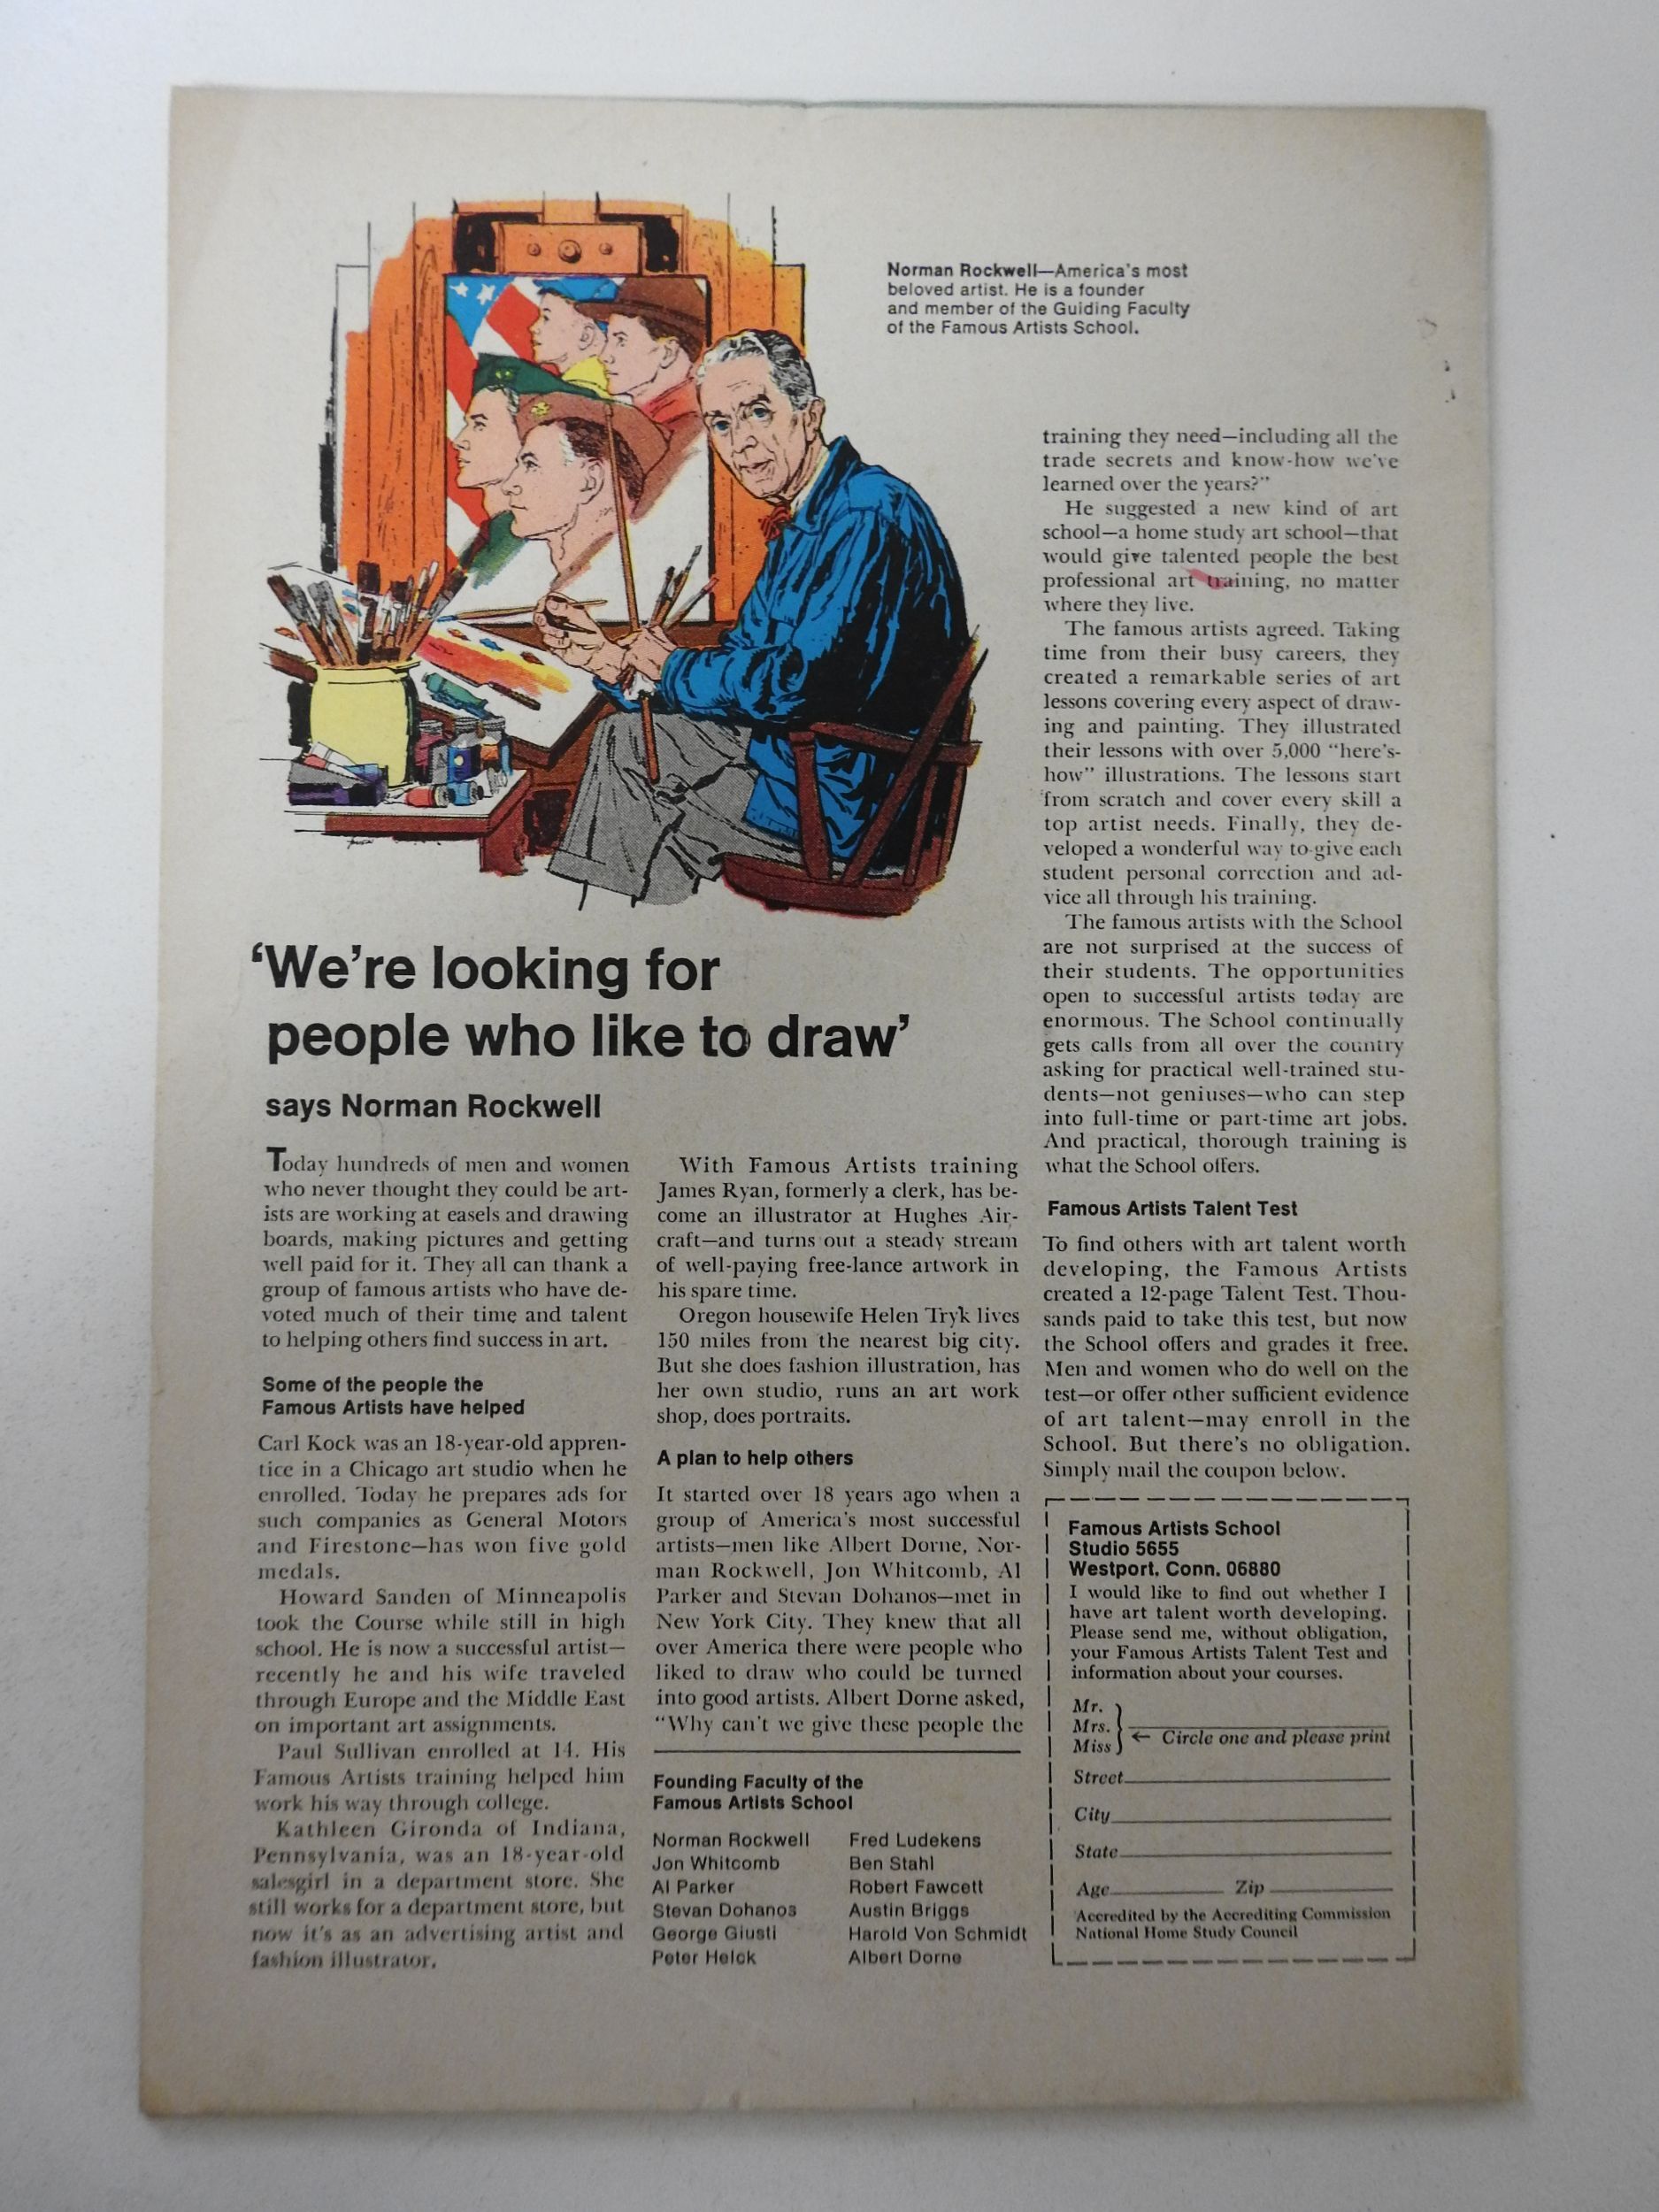 Norman Rockwell—America's most
beloved artist. He is a founder
and member of the Guiding Faculty
of the Famous Artists School.
'We're looking for
people who like to draw'
says Norman Rockwell
Today hundreds of men and women
who never thought they could be art-
ists are working at easels and drawing
boards, making pictures and getting
well paid for it. They all can thank a
group of famous artists who have de-
voted much of their time and talent
to helping others find success in art.
Some of the people the
Famous Artists have helped
Carl Kock was an 18-year-old appren-
tice in a Chicago art studio when he
enrolled. Today he prepares ads for
such companies as General Motors
and Firestone—has won five gold
medals.
Howard Sanden of Minneapolis
took the Course while still in high
school. He is now a successful artist—
recently he and his wife traveled
through Europe and the Middle East
on important art assignments.
Paul Sullivan enrolled at 14. His
Famous Artists training helped him
work his way through college.
Kathleen Gironda of Indiana,
Pennsylvania, was an 18-year-old
salesgirl in a department store. She
still works for a department store, but
now it's as an advertising artist and
fashion illustrator.
With Famous Artists training
James Ryan, formerly a clerk, has be-
come an illustrator at Hughes Air-
craft—and turns out a steady stream
of well-paying free-lance artwork in
his spare time.
Oregon housewife Helen Tryk lives
150 miles from the nearest big city.
But she does fashion illustration, has
her own studio, runs an art work
shop, does portraits.
A plan to help others
It started over 18 years ago when a
group of America's most successful
artists—men like Albert Dorne, Nor-
man Rockwell, Jon Whitcomb, Al
Parker and Stevan Dohanos—met in
New York City. They knew that all
over America there were people who
liked to draw who could be turned
into good artists. Albert Dorne asked,
"Why can't we give these people the
training they need—including all the
trade secrets and know-how we've
learned over the years?"
He suggested a new kind of art
school—a home study art school—that
would give talented people the best
professional art training, no matter
where they live.
The famous artists agreed. Taking
time from their busy careers, they
created a remarkable series of art
lessons covering every aspect of draw-
ing and painting. They illustrated
their lessons with over 5,000 "here's-
how" illustrations. The lessons start
from scratch and cover every skill a
top artist needs. Finally, they de-
veloped a wonderful way to give each
student personal correction and ad-
vice all through his training.
The famous artists with the School
are not surprised at the success of
their students. The opportunities
open to successful artists today are
enormous. The School continually
gets calls from all over the country
asking for practical well-trained stu-
dents—not geniuses—who can step
into full-time or part-time art jobs.
And practical, thorough training is
what the School offers.
Famous Artists Talent Test
To find others with art talent worth
developing, the Famous Artists
created a 12-page Talent Test. Thou-
sands paid to take this test, but now
the School offers and grades it free.
Men and women who do well on the
test—or offer other sufficient evidence
of art talent—may enroll in the
School. But there's no obligation.
Simply mail the coupon below.
Founding Faculty of the
Famous Artists School
Norman Rockwell
Jon Whitcomb
Al Parker
Stevan Dohanos
George Giusti
Peter Helck
Fred Ludekens
Ben Stahl
Robert Fawcett
Austin Briggs
Harold Von Schmidt
Albert Dorne
Famous Artists School
Studio 5655
Westport, Conn. 06880
I would like to find out whether I
have art talent worth developing.
Please send me, without obligation,
your Famous Artists Talent Test and
information about your courses.
Mr.
Mrs.
Miss
← Circle one and please print
Street
City
State
Age Zip
Accredited by the Accrediting Commission
National Home Study Council